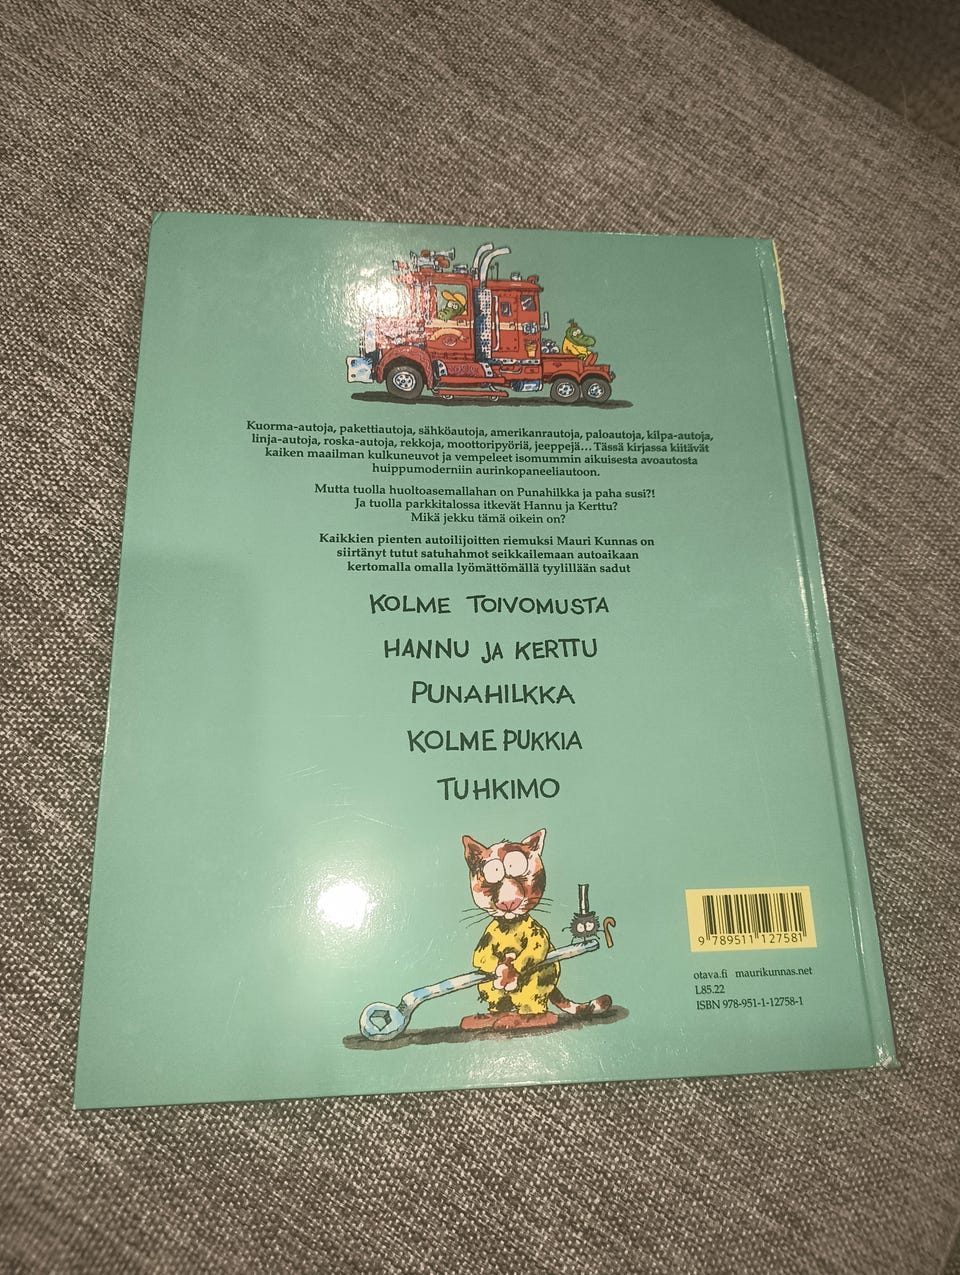 Kuorma-autoja, pakettiautoja, sähköautoja, amerikanrautoja, paloautoja, kilpa-autoja,
linja-autoja, roska-autoja, rekkoja, moottoripyöriä, jeeppejä... Tässä kirjassa kiitävät
kaiken maailman kulkuneuvot ja vempeleet isomummin aikuisesta avoautosta
huippumoderniin aurinkopaneeliautoon.
Mutta tuolla huoltoasemallahan on Punahilkka ja paha susi?!
Ja tuolla parkkitalossa itkevät Hannu ja Kerttu?
Mikä jekku tämä oikein on?
Kaikkien pienten autoilijoitten riemuksi Mauri Kunnas on
siirtänyt tutut satuhahmot seikkailemaan autoaikaan
kertomalla omalla lyömättömällä tyylillään sadut
KOLME TOIVOMUSTA
HANNU JA KERTTU
PUNAHILKKA
KOLME PUKKIA
TUHKIMO
9 789511 127581
otava.fi maurikunnas.net
L85.22
ISBN 978-951-1-12758-1